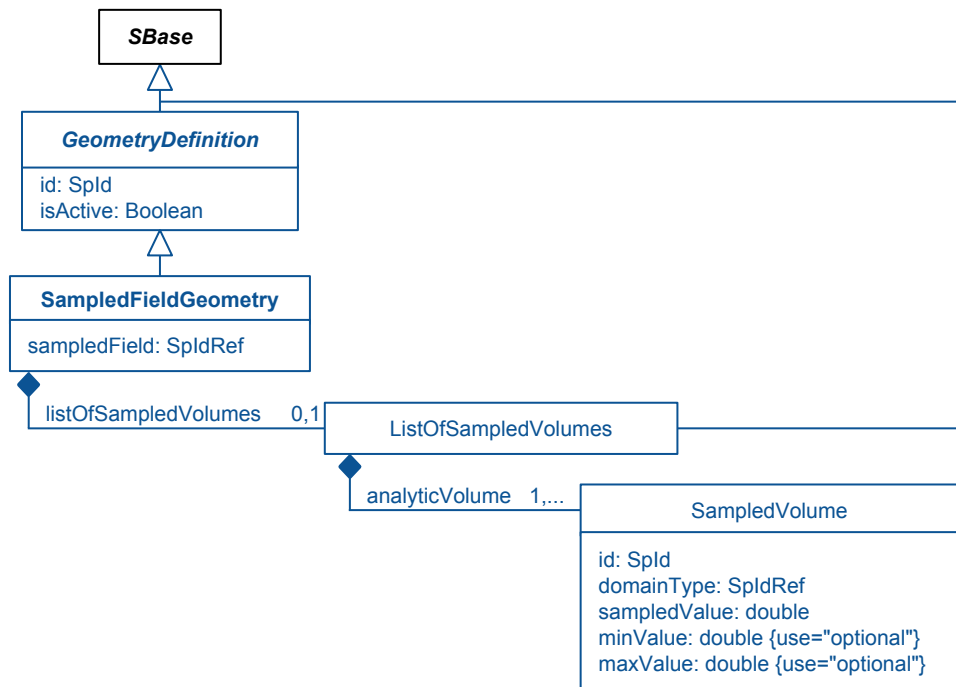 SBase
GeometryDefinition
id: SpId
isActive: Boolean
SampledFieldGeometry
sampledField: SpIdRef
listOfSampledVolumes 0,1
ListOfSampledVolumes
analyticVolume 1,...
SampledVolume
id: SpId
domainType: SpIdRef
sampledValue: double
minValue: double {use="optional"}
maxValue: double {use="optional"}